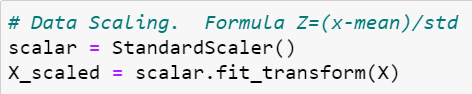 # Data Scaling.  Formula Z=(x-mean)/std
scalar = StandardScaler()
X_scaled = scalar.fit_transform(X)